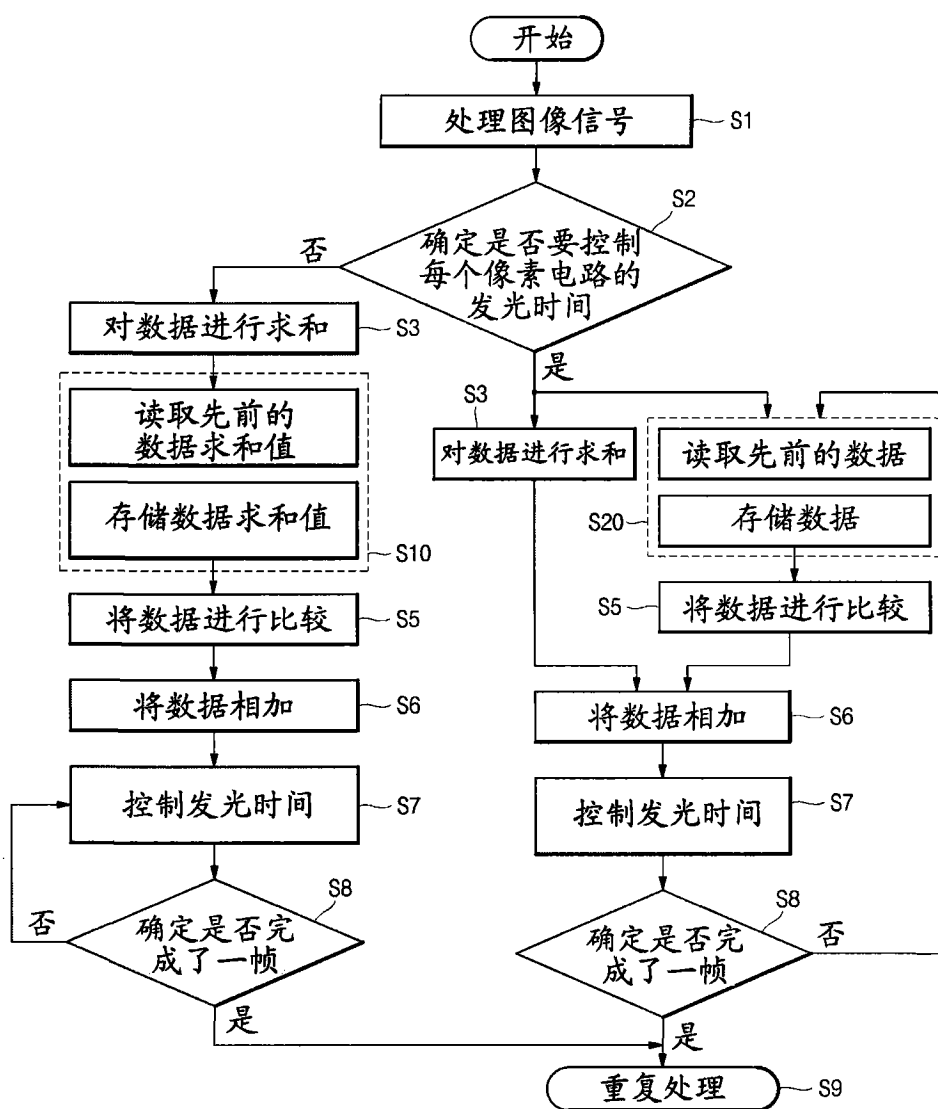 开始
处理图像信号
S1
S2
确定是否要控制
每个像素电路的
发光时间
否
是
对数据进行求和
S3
读取先前的
数据求和值
存储数据求和值
S10
将数据进行比较
S5
将数据相加
S6
控制发光时间
S7
S8
确定是否完
成了一帧
否
是
S3
对数据进行求和
读取先前的数据
存储数据
S20
S5
将数据进行比较
将数据相加
S6
控制发光时间
S7
S8
确定是否完
成了一帧
否
是
重复处理
S9